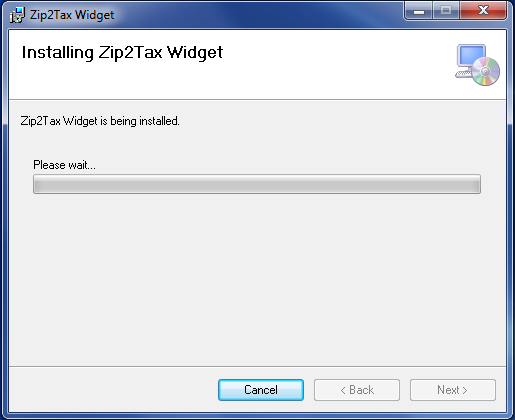 Zip2Tax Widget
Installing Zip2Tax Widget
Zip2Tax Widget is being installed.
Please wait...
Cancel
< Back
Next >